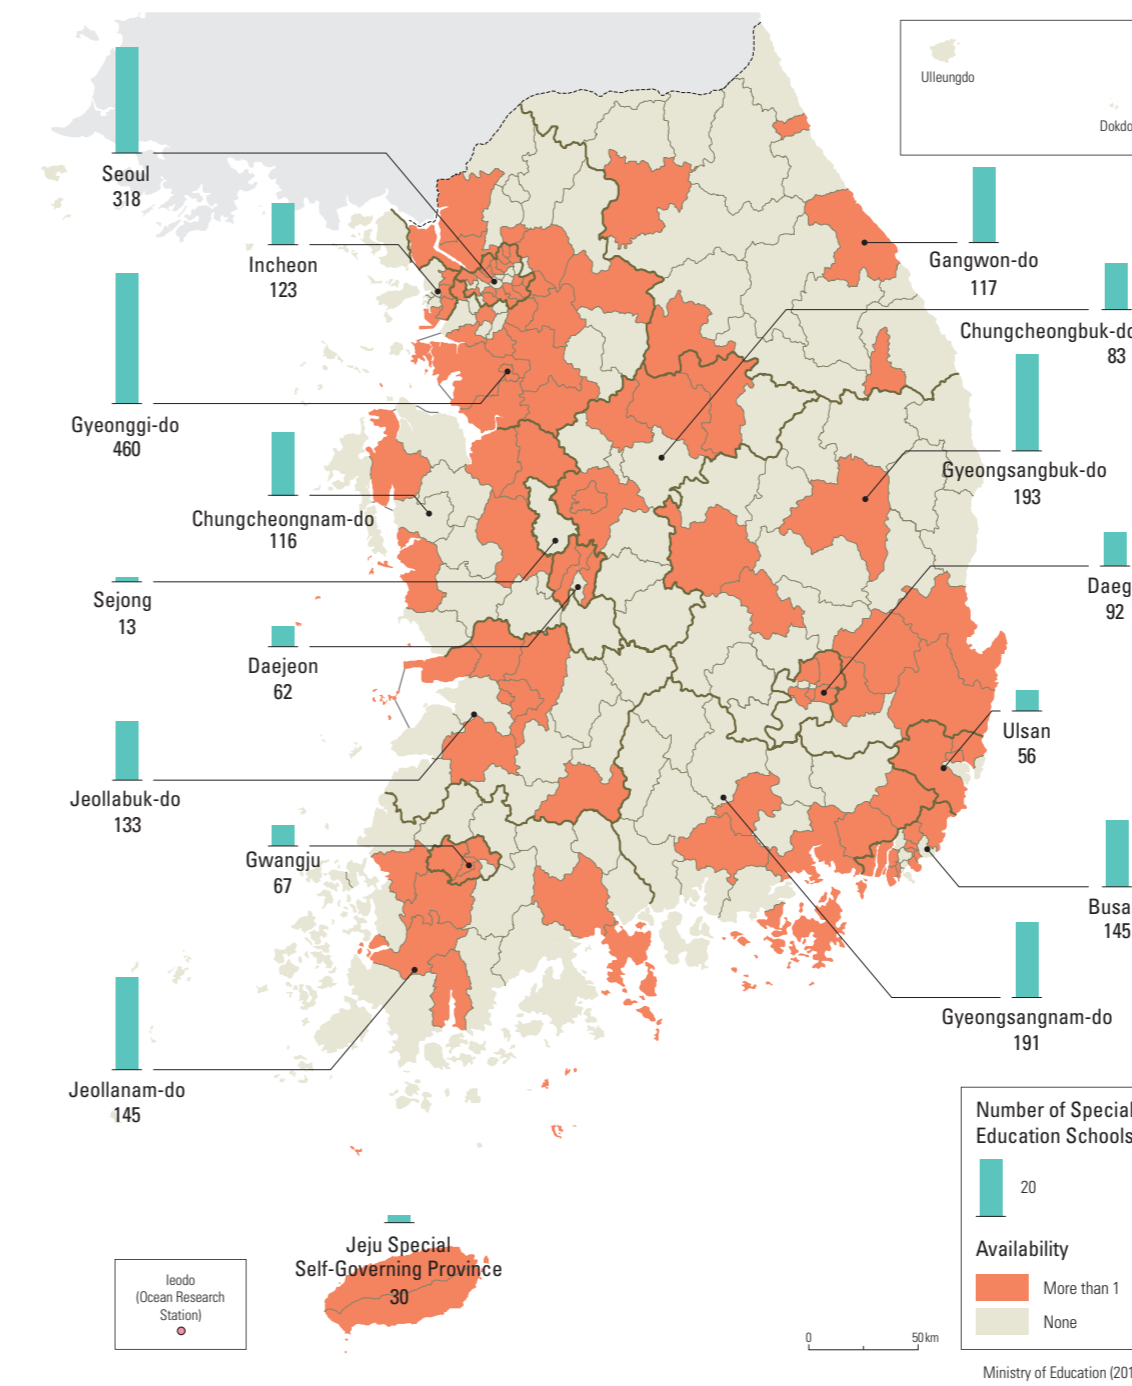 Ulleungdo
Dokdo
Seoul
318
Incheon
123
Gangwon-do
117
Chungcheongbuk-do
83
Gyeonggi-do
460
Gyeongsangbuk-do
193
Chungcheongnam-do
116
Daeg
92
Sejong
13
Daejeon
62
Ulsan
56
Jeollabuk-do
133
Gwangju
67
Busa
145
Gyeongsangnam-do
191
Jeollanam-do
145
Number of Special
Education Schools
20
Availability
More than 1
None
Jeju Special
Self-Governing Province
30
Ieodo
(Ocean Research
Station)
0 50 km
Ministry of Education (201